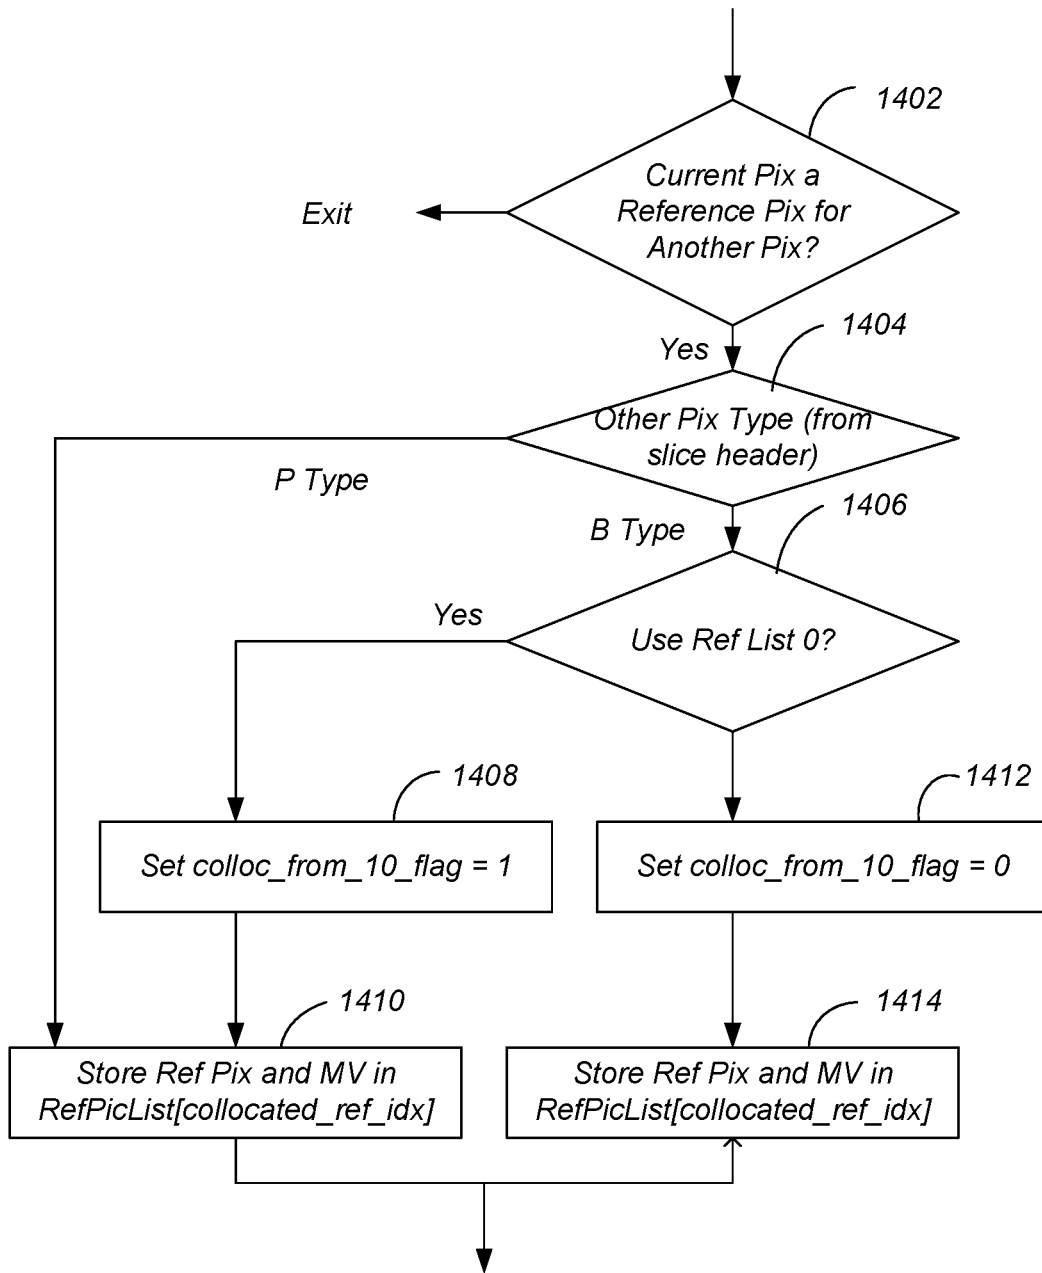 1402
Current Pix a
Reference Pix for
Another Pix?
Exit
1404
Yes
Other Pix Type (from
slice header)
P Type
1406
B Type
Yes
Use Ref List 0?
1408
1412
Set colloc_from_10_flag = 1
Set colloc_from_10_flag = 0
1410
1414
Store Ref Pix and MV in
RefPicList[collocated_ref_idx]
Store Ref Pix and MV in
RefPicList[collocated_ref_idx]